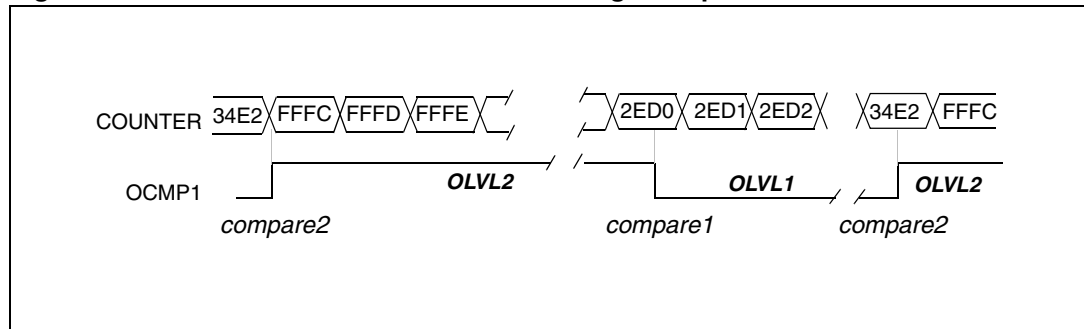 COUNTER 34E2 FFFC FFFD FFFE 2ED0 2ED1 2ED2 34E2 FFFC
OCMP1 OLVL2 OLVL1 OLVL2
compare2 compare1 compare2